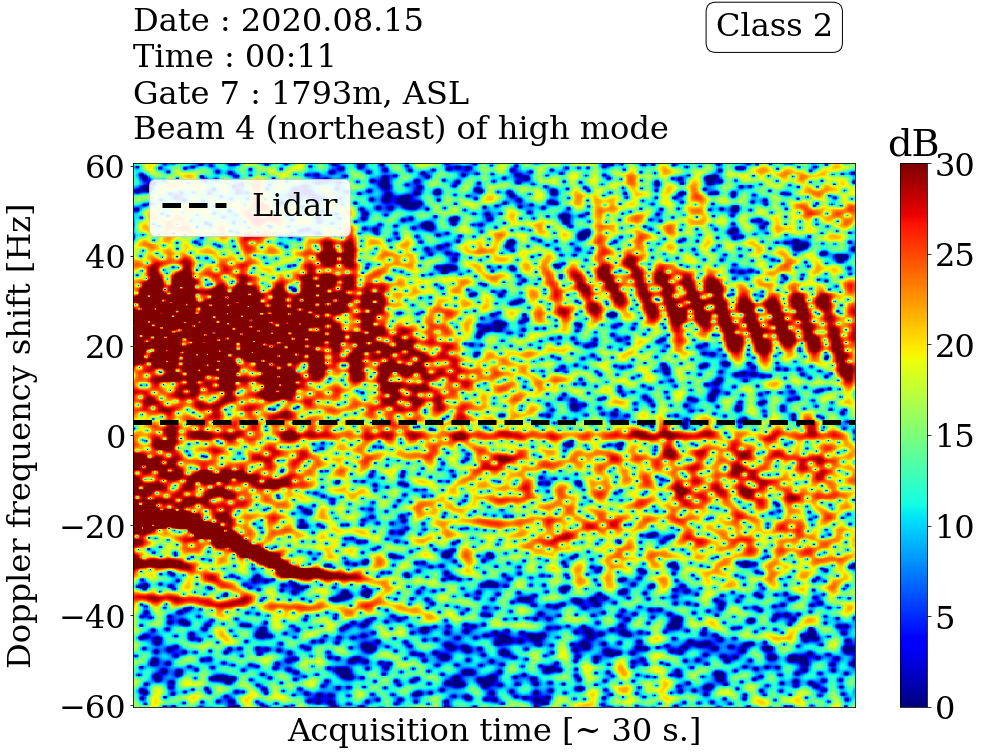 Date : 2020.08.15
Time : 00:11
Gate 7 : 1793m, ASL
Beam 4 (northeast) of high mode
Class 2
dB
Lidar
Doppler frequency shift [Hz]
60
40
20
0
−20
−40
−60
30
25
20
15
10
5
0
Acquisition time [~ 30 s.]